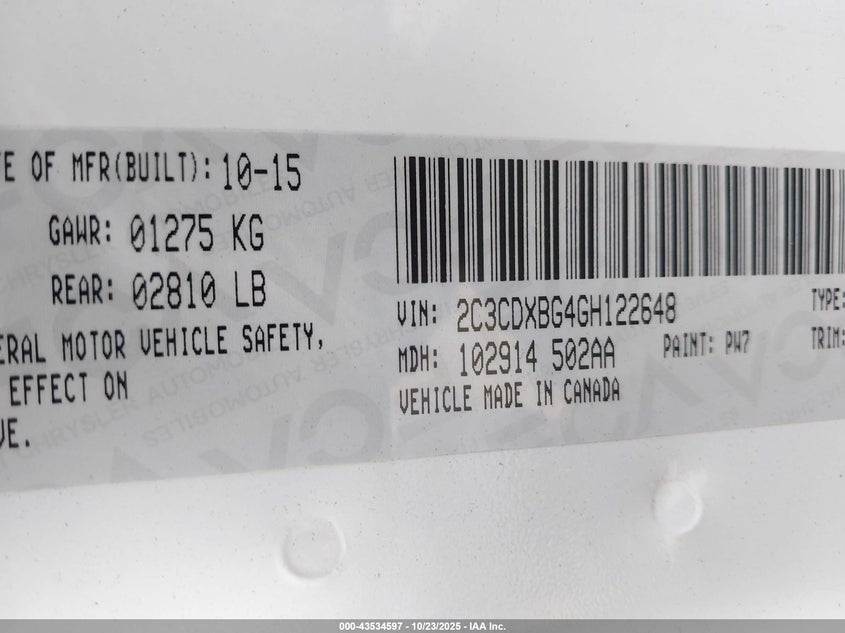 TE OF MFR(BUILT): 10-15
GAWR: 01275 KG
REAR: 02810 LB
ERAL MOTOR VEHICLE SAFETY,
EFFECT ON
VE.
VIN: 2C3CDXBG4GH122648
TYPE:
MDH: 102914 502AA
PAINT: PW7
TRIM:
VEHICLE MADE IN CANADA
000-43534597 - 10/23/2025 - IAA Inc.